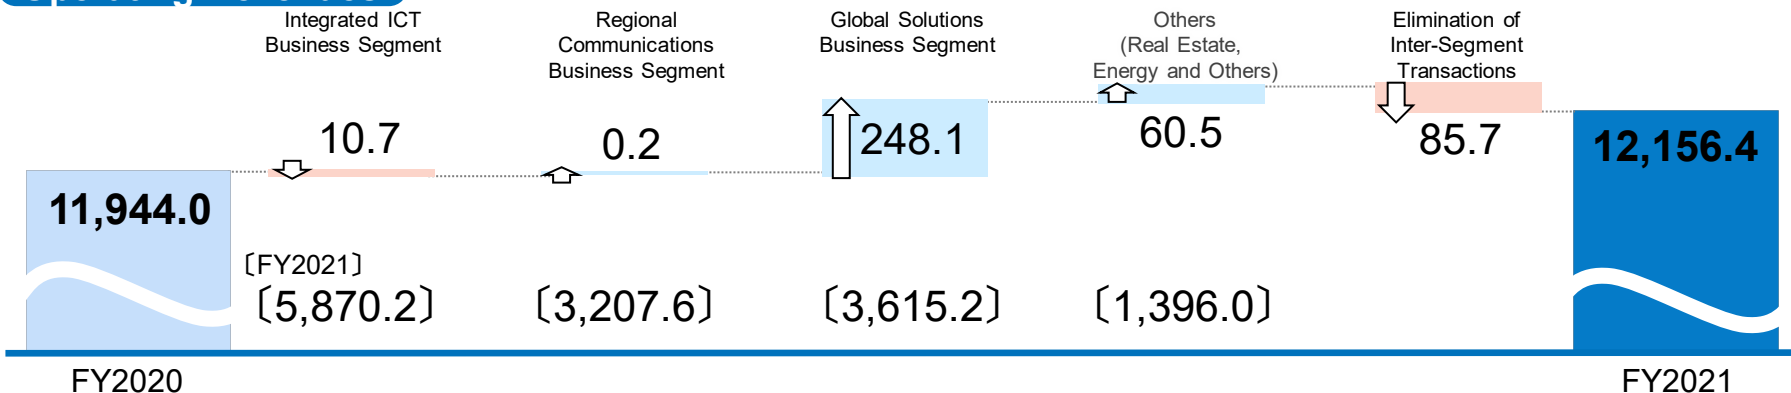 Integrated ICT
Business Segment
Regional
Communications
Business Segment
Global Solutions
Business Segment
Others
(Real Estate,
Energy and Others)
Elimination of
Inter-Segment
Transactions
10.7
0.2
248.1
60.5
85.7
12,156.4
11,944.0
〔FY2021〕
〔5,870.2〕
〔3,207.6〕
〔3,615.2〕
〔1,396.0〕
FY2020
FY2021